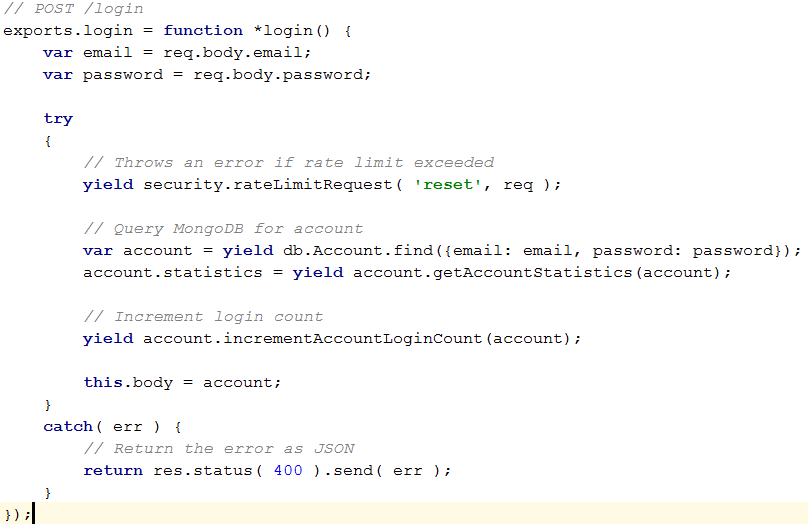 // POST /login
exports.login = function *login() {
    var email = req.body.email;
    var password = req.body.password;

    try
    {
        // Throws an error if rate limit exceeded
        yield security.rateLimitRequest( 'reset', req );

        // Query MongoDB for account
        var account = yield db.Account.find({email: email, password: password});
        account.statistics = yield account.getAccountStatistics(account);

        // Increment login count
        yield account.incrementAccountLoginCount(account);

        this.body = account;
    }
    catch( err ) {
        // Return the error as JSON
        return res.status( 400 ).send( err );
    }
});